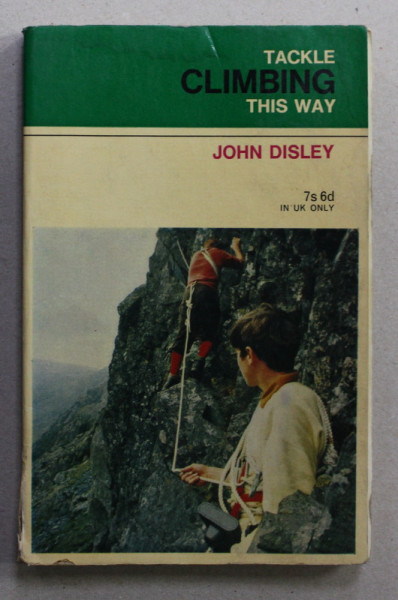 TACKLE
CLIMBING
THIS WAY
JOHN DISLEY
7s 6d
IN UK ONLY